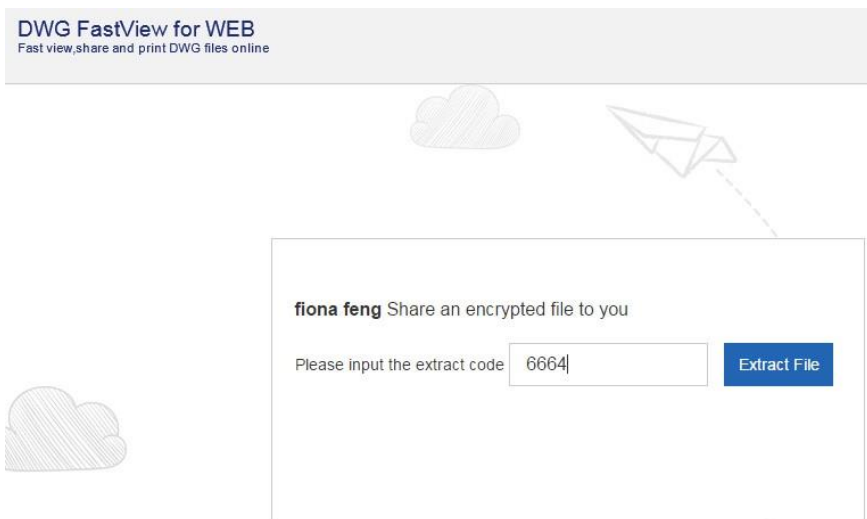 DWG FastView for WEB
Fast view,share and print DWG files online
fiona feng Share an encrypted file to you
Please input the extract code 6664 Extract File